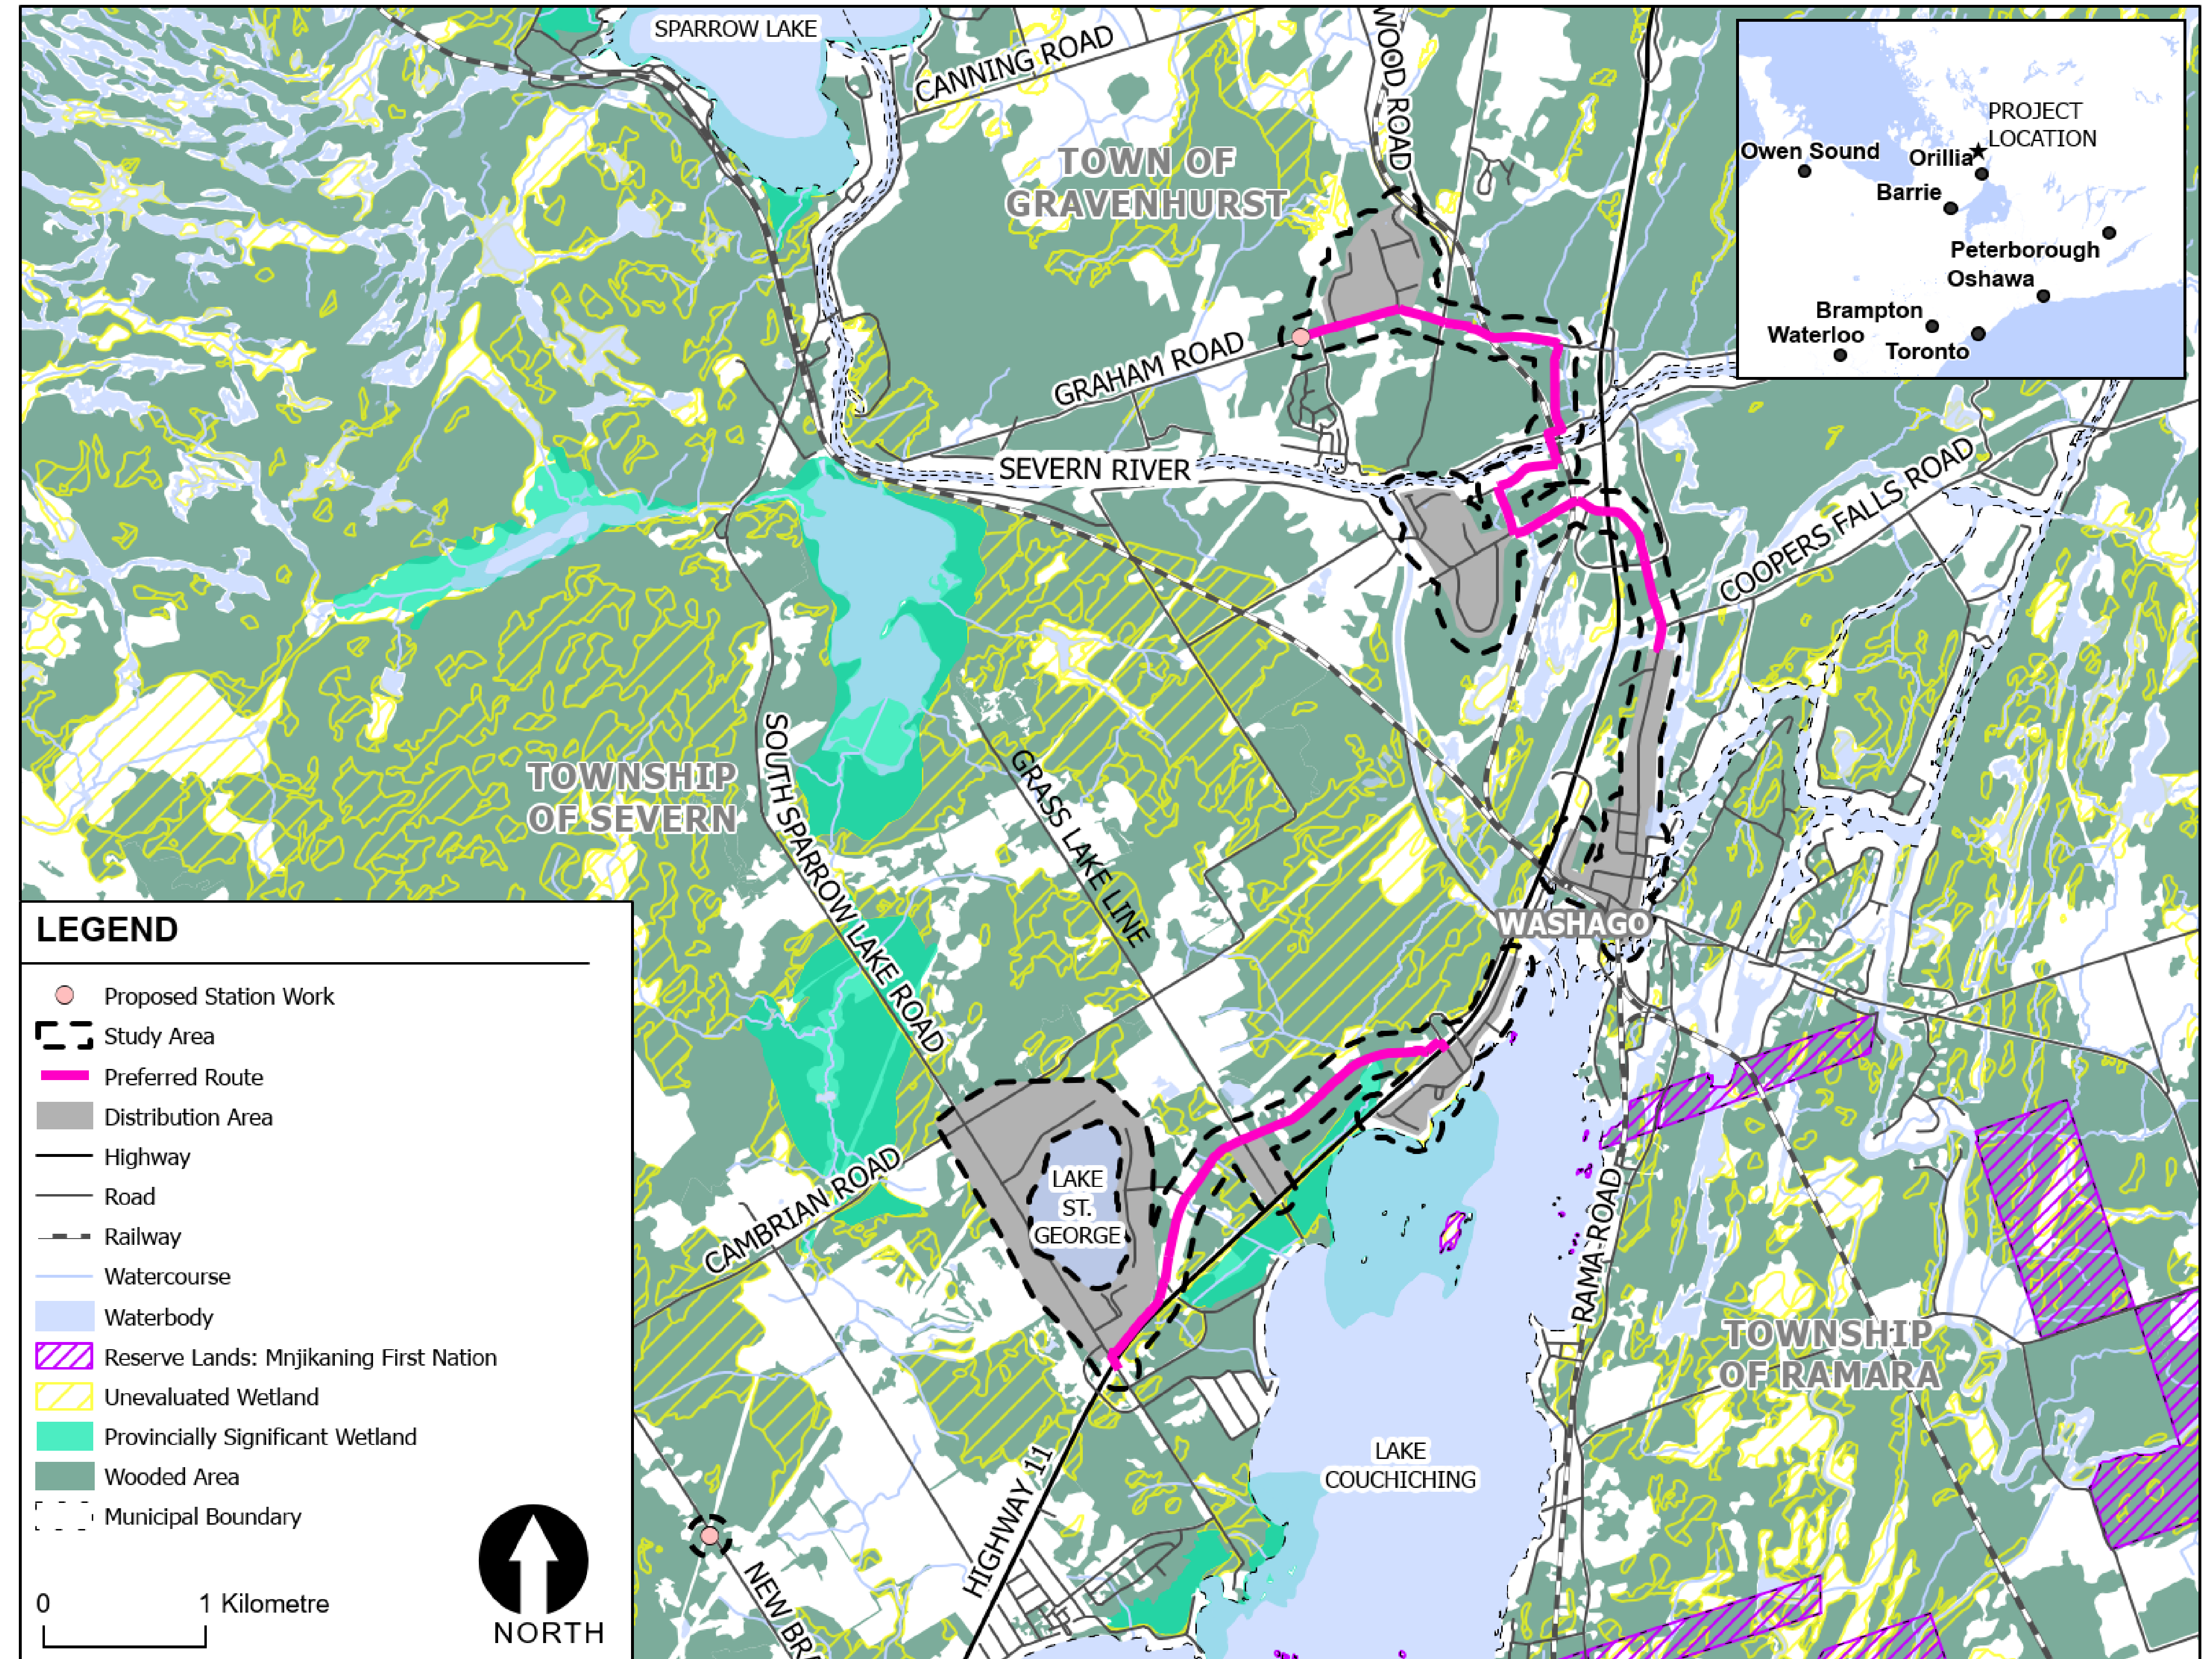 SPARROW LAKE
CANNING ROAD
WOOD ROAD
TOWN OF
GRAVENHURST
PROJECT
LOCATION
Owen Sound
Orillia
Barrie
Peterborough
Oshawa
Brampton
Waterloo
Toronto
GRAHAM ROAD
SEVERN RIVER
COOPERS FALLS ROAD
TOWNSHIP
OF SEVERN
SOUTH SPARROW LAKE ROAD
GRASS LAKE LINE
WASHAGO
LAKE
ST.
GEORGE
CAMBRIAN ROAD
RAMA ROAD
TOWNSHIP
OF RAMARA
LAKE
COUCHICHING
HIGHWAY 11
NEW BR
LEGEND
Proposed Station Work
Study Area
Preferred Route
Distribution Area
Highway
Road
Railway
Watercourse
Waterbody
Reserve Lands: Mnjikaning First Nation
Unevaluated Wetland
Provincially Significant Wetland
Wooded Area
Municipal Boundary
0 1 Kilometre
NORTH